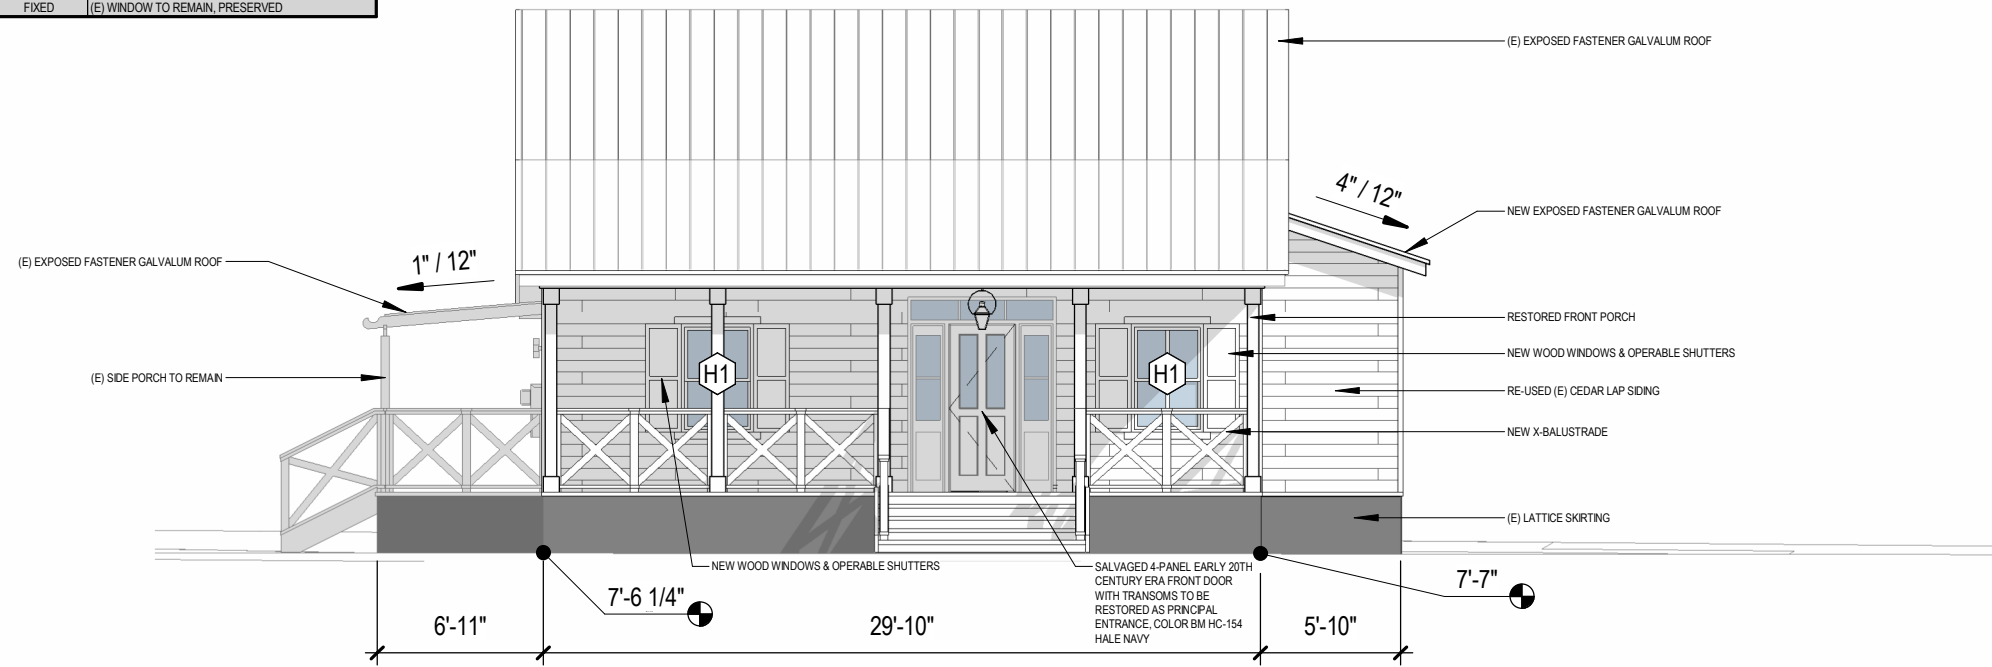 FIXED (E) WINDOW TO REMAIN, PRESERVED
(E) EXPOSED FASTENER GALVALUM ROOF
4" / 12"
NEW EXPOSED FASTENER GALVALUM ROOF
(E) EXPOSED FASTENER GALVALUM ROOF
1" / 12"
RESTORED FRONT PORCH
NEW WOOD WINDOWS & OPERABLE SHUTTERS
(E) SIDE PORCH TO REMAIN
H1
H1
RE-USED (E) CEDAR LAP SIDING
NEW X-BALUSTRADE
(E) LATTICE SKIRTING
NEW WOOD WINDOWS & OPERABLE SHUTTERS
SALVAGED 4-PANEL EARLY 20TH
CENTURY ERA FRONT DOOR
WITH TRANSOMS TO BE
RESTORED AS PRINCIPAL
ENTRANCE, COLOR BM HC-154
HALE NAVY
7'-6 1/4"
7'-7"
6'-11"
29'-10"
5'-10"